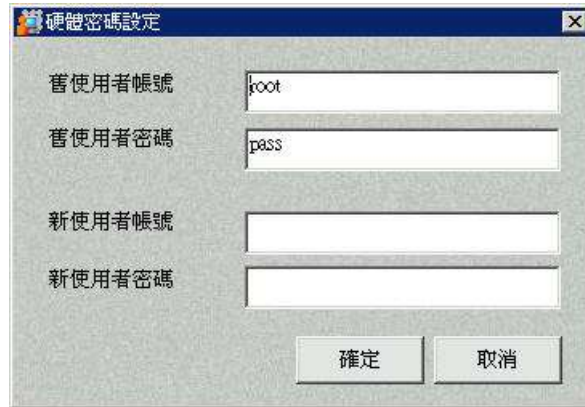 硬體密碼設定
舊使用者帳號 root
舊使用者密碼 pass
新使用者帳號
新使用者密碼
確定 取消